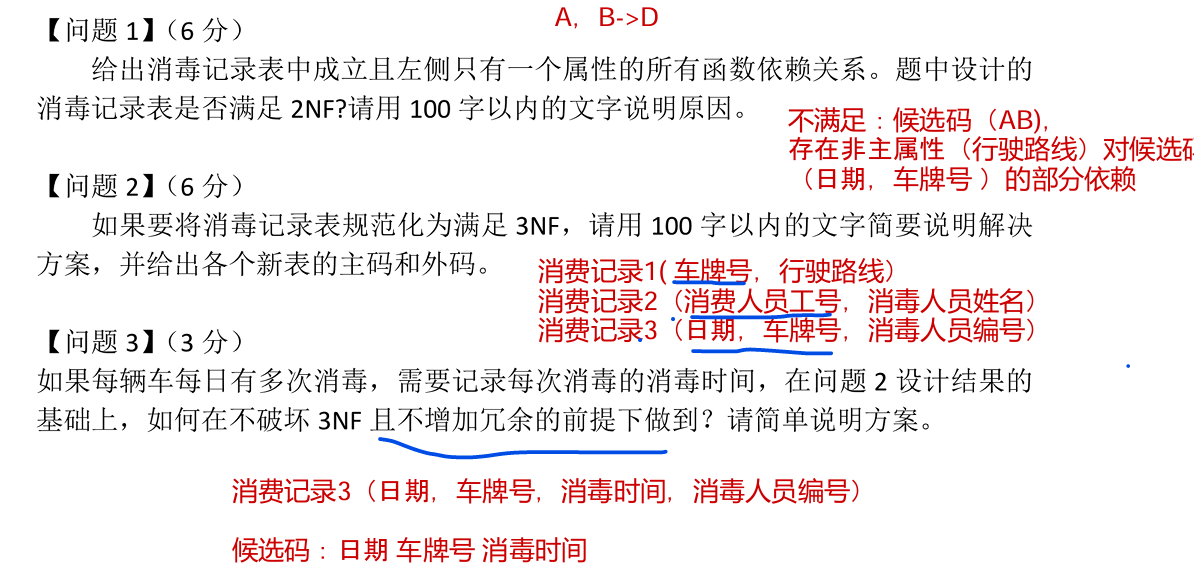 【问题 1】（6 分）
A，B->D
给出消毒记录表中成立且左侧只有一个属性的所有函数依赖关系。题中设计的
消毒记录表是否满足 2NF?请用 100 字以内的文字说明原因。
不满足：候选码（AB),
存在非主属性（行驶路线）对候选码
（日期，车牌号 ）的部分依赖
【问题 2】（6 分）
如果要将消毒记录表规范化为满足 3NF，请用 100 字以内的文字简要说明解决
方案，并给出各个新表的主码和外码。
消费记录1( 车牌号，行驶路线）
消费记录2（消费人员工号，消毒人员姓名）
消费记录3（日期，车牌号，消毒人员编号）
【问题 3】（3 分）
如果每辆车每日有多次消毒，需要记录每次消毒的消毒时间，在问题 2 设计结果的
基础上，如何在不破坏 3NF 且不增加冗余的前提下做到？请简单说明方案。
消费记录3（日期，车牌号，消毒时间，消毒人员编号）
候选码：日期 车牌号 消毒时间